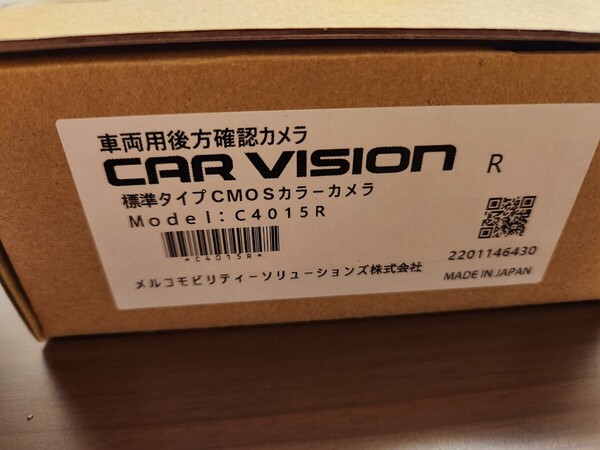 車両用後方確認カメラ
CAR VISION R
標準タイプCMOSカラーカメラ
Model:C4015R
*C4015R*
2201146430
メルコモビリティーソリューションズ株式会社
MADE IN JAPAN